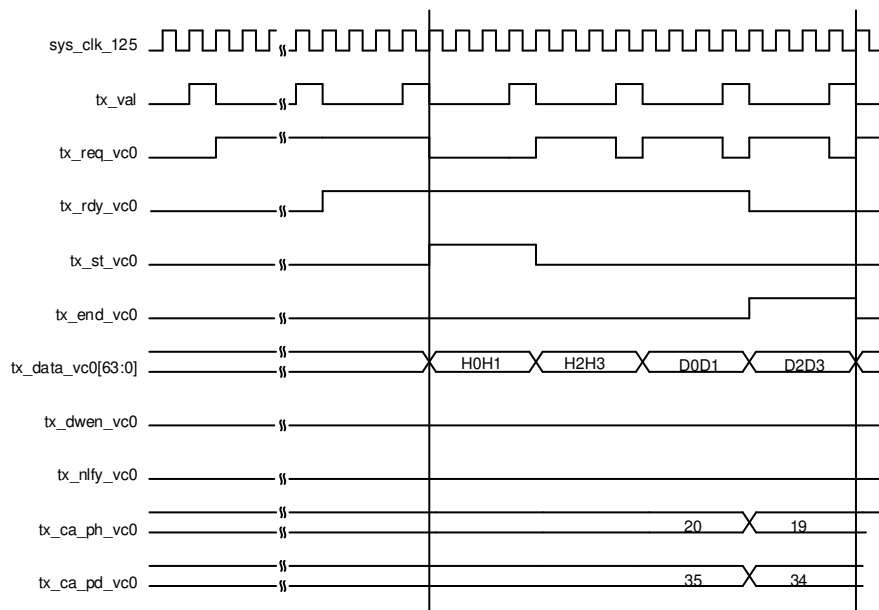 sys_clk_125
tx_val
tx_req_vc0
tx_rdy_vc0
tx_st_vc0
tx_end_vc0
tx_data_vc0[63:0] H0H1 H2H3 D0D1 D2D3
tx_dwen_vc0
tx_nlfy_vc0
tx_ca_ph_vc0 20 19
tx_ca_pd_vc0 35 34